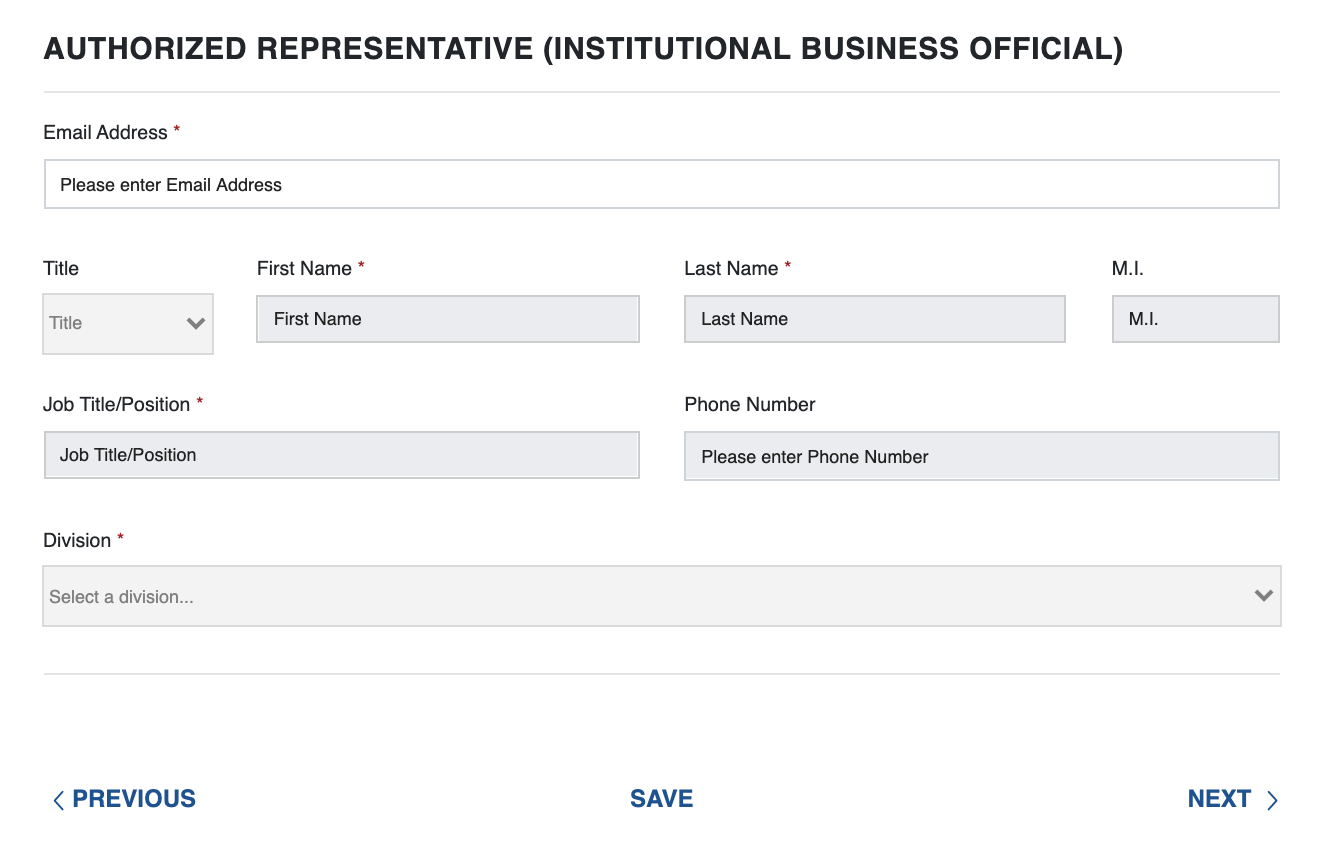 AUTHORIZED REPRESENTATIVE (INSTITUTIONAL BUSINESS OFFICIAL)
Email Address *
Please enter Email Address
Title First Name * Last Name * M.I.
Title First Name Last Name M.I.
Job Title/Position * Phone Number
Job Title/Position Please enter Phone Number
Division *
Select a division...
PREVIOUS SAVE NEXT